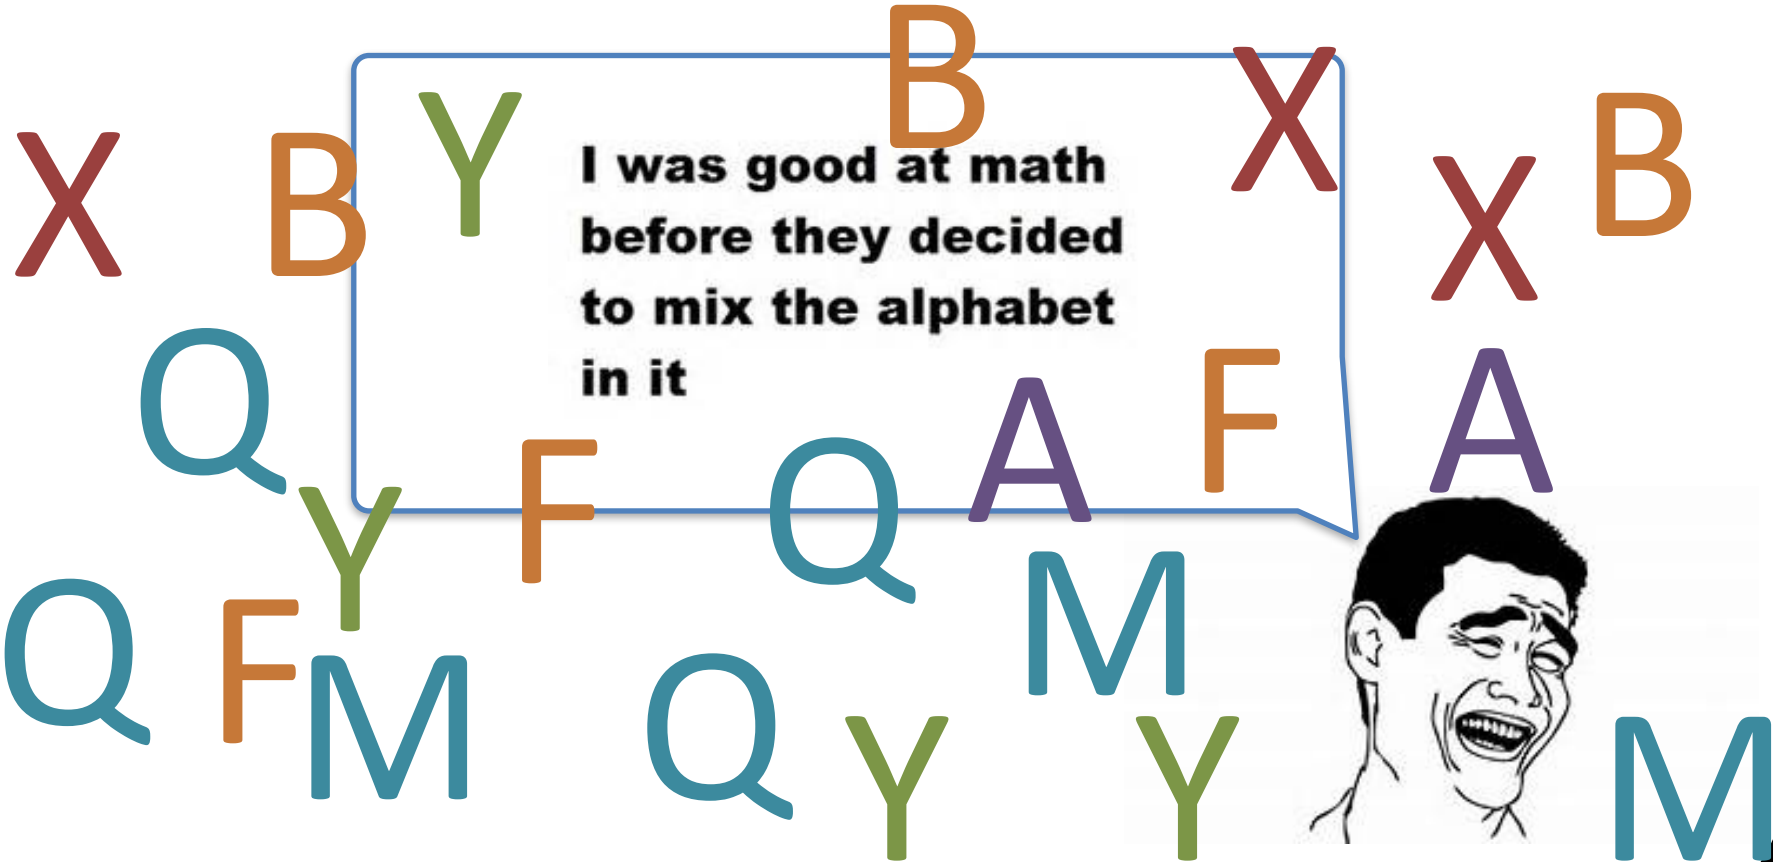 B
X
B
X
B
Y
I was good at math
before they decided
to mix the alphabet
in it
X
Q
A
F
A
Y
F
Q
M
Q
F
M
Q
Y
Y
M